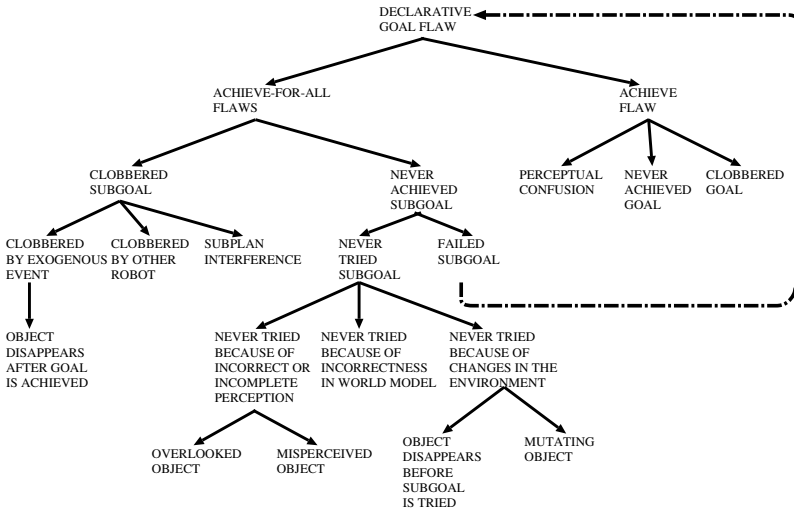 DECLARATIVE
GOAL FLAW
ACHIEVE-FOR-ALL
FLAWS
ACHIEVE
FLAW
CLOBBERED
SUBGOAL
NEVER
ACHIEVED
SUBGOAL
PERCEPTUAL
CONFUSION
NEVER
ACHIEVED
GOAL
CLOBBERED
GOAL
CLOBBERED
BY EXOGENOUS
EVENT
CLOBBERED
BY OTHER
ROBOT
SUBPLAN
INTERFERENCE
NEVER
TRIED
SUBGOAL
FAILED
SUBGOAL
OBJECT
DISAPPEARS
AFTER GOAL
IS ACHIEVED
NEVER TRIED
BECAUSE OF
INCORRECT OR
INCOMPLETE
PERCEPTION
NEVER TRIED
BECAUSE OF
INCORRECTNESS
IN WORLD MODEL
NEVER TRIED
BECAUSE OF
CHANGES IN THE
ENVIRONMENT
OVERLOOKED
OBJECT
MISPERCEIVED
OBJECT
OBJECT
DISAPPEARS
BEFORE
SUBGOAL
IS TRIED
MUTATING
OBJECT